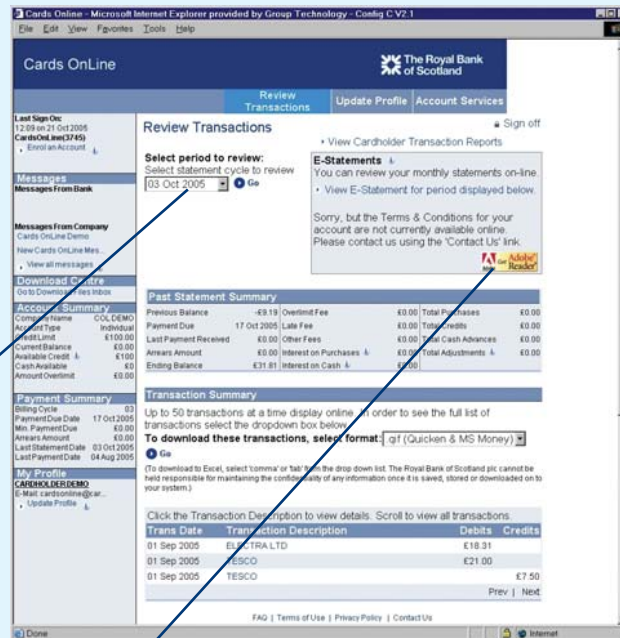 Cards Online - Microsoft Internet Explorer provided by Group Technology - Config C V2.1
File Edit View Favorites Tools Help
Cards OnLine
The Royal Bank
of Scotland
Review
Transactions
Update Profile
Account Services
Last Sign On:
12:09 on 21 Oct 2005
CardsOnLine(3745)
Enrol an Account
Messages
Messages From Bank
Messages From Company
Cards OnLine Demo
New Cards OnLine Mes...
View all messages
Download Centre
Go to Download Files Inbox
Account Summary
Company Name COL DEMO
Account Type Individual
Credit Limit £100.00
Current Balance £0.00
Available Credit £100
Cash Available £0
Amount Overlimit £0.00
Payment Summary
Billing Cycle 03
Payment Due Date 17 Oct 2005
Min. Payment Due £0.00
Arrears Amount £0.00
Last Statement Date 03 Oct 2005
Last Payment Date 04 Aug 2005
My Profile
CARDHOLDER DEMO
E-Mail: cardsonline@car...
Update Profile
Review Transactions
Sign off
View Cardholder Transaction Reports
Select period to review:
Select statement cycle to review
03 Oct 2005 Go
E-Statements
You can review your monthly statements on-line.
View E-Statement for period displayed below.
Sorry, but the Terms & Conditions for your
account are not currently available online.
Please contact us using the 'Contact Us' link.
Get Adobe Reader
Past Statement Summary
Previous Balance -£9.19 Overlimit Fee £0.00 Total Purchases £0.00
Payment Due 17 Oct 2005 Late Fee £0.00 Total Credits £0.00
Last Payment Received £0.00 Other Fees £0.00 Total Cash Advances £0.00
Arrears Amount £0.00 Interest on Purchases £0.00 Total Adjustments £0.00
Ending Balance £31.81 Interest on Cash £0.00
Transaction Summary
Up to 50 transactions at a time display online. In order to see the full list of
transactions select the dropdown box below.
To download these transactions, select format: .qif (Quicken & MS Money)
Go
(To download to Excel, select 'comma' or 'tab' from the drop down list. The Royal Bank of Scotland plc cannot be
held responsible for maintaining the confidentiality of any information once it is saved, stored or downloaded on to
your system.)
Click the Transaction Description to view details. Scroll to view all transactions.
Trans Date Transaction Description Debits Credits
01 Sep 2005 ELECTRA LTD £18.31
01 Sep 2005 TESCO £21.00
01 Sep 2005 TESCO £7.50
Prev | Next
FAQ | Terms of Use | Privacy Policy | Contact Us
Done
Internet